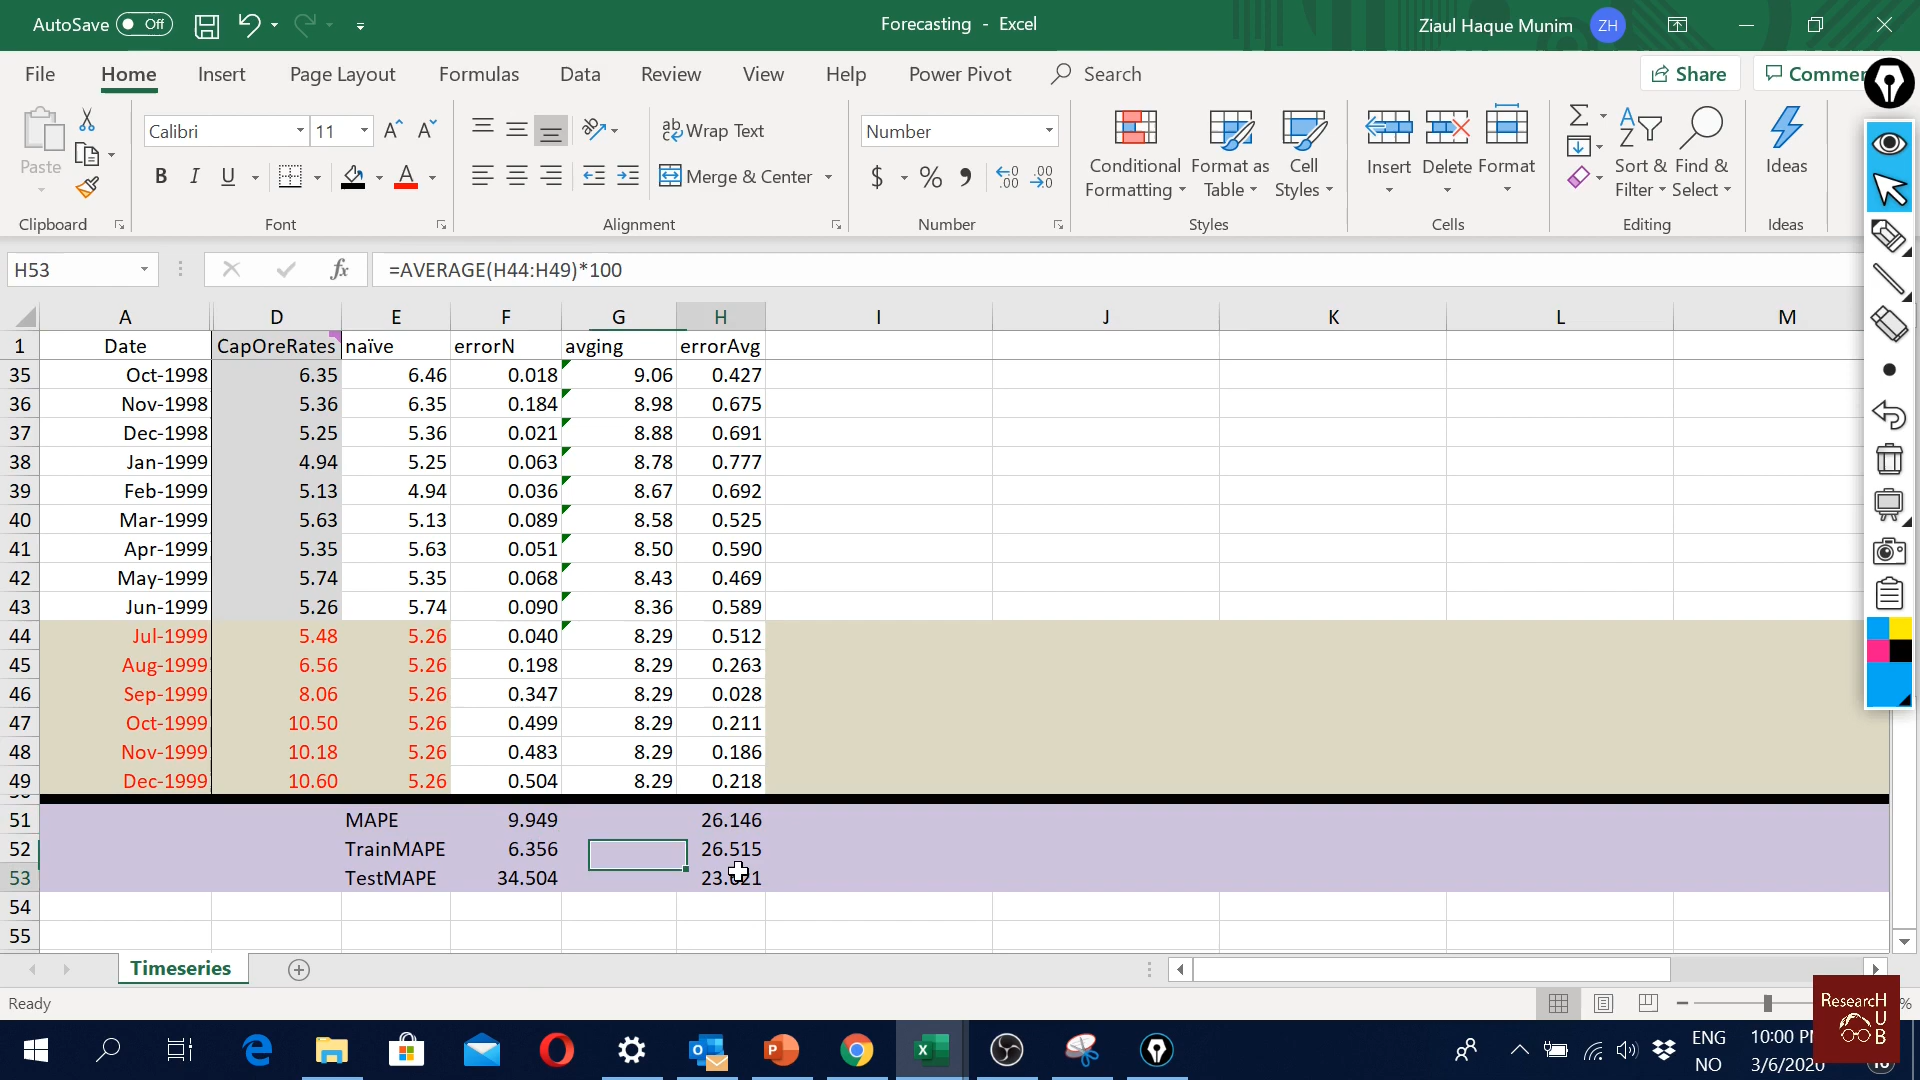 AutoSave Off Forecasting - Excel Ziaul Haque Munim ZH
File Home Insert Page Layout Formulas Data Review View Help Power Pivot Search Share Commer
Paste Calibri 11 Wrap Text Number Conditional Formatting Format as Table Cell Styles Insert Delete Format Sort & Filter Find & Select Ideas
B I U Merge & Center $ % 9
Clipboard Font Alignment Number Styles Cells Editing Ideas
H53 fx =AVERAGE(H44:H49)*100
A D E F G H I J K L M
1 Date CapOreRates naïve errorN avging errorAvg
35 Oct-1998 6.35 6.46 0.018 9.06 0.427
36 Nov-1998 5.36 6.35 0.184 8.98 0.675
37 Dec-1998 5.25 5.36 0.021 8.88 0.691
38 Jan-1999 4.94 5.25 0.063 8.78 0.777
39 Feb-1999 5.13 4.94 0.036 8.67 0.692
40 Mar-1999 5.63 5.13 0.089 8.58 0.525
41 Apr-1999 5.35 5.63 0.051 8.50 0.590
42 May-1999 5.74 5.35 0.068 8.43 0.469
43 Jun-1999 5.26 5.74 0.090 8.36 0.589
44 Jul-1999 5.48 5.26 0.040 8.29 0.512
45 Aug-1999 6.56 5.26 0.198 8.29 0.263
46 Sep-1999 8.06 5.26 0.347 8.29 0.028
47 Oct-1999 10.50 5.26 0.499 8.29 0.211
48 Nov-1999 10.18 5.26 0.483 8.29 0.186
49 Dec-1999 10.60 5.26 0.504 8.29 0.218
51 MAPE 9.949 26.146
52 TrainMAPE 6.356 26.515
53 TestMAPE 34.504
54
55
Timeseries
Ready
ResearcHUB
ENG 10:00
NO 3/6/2020